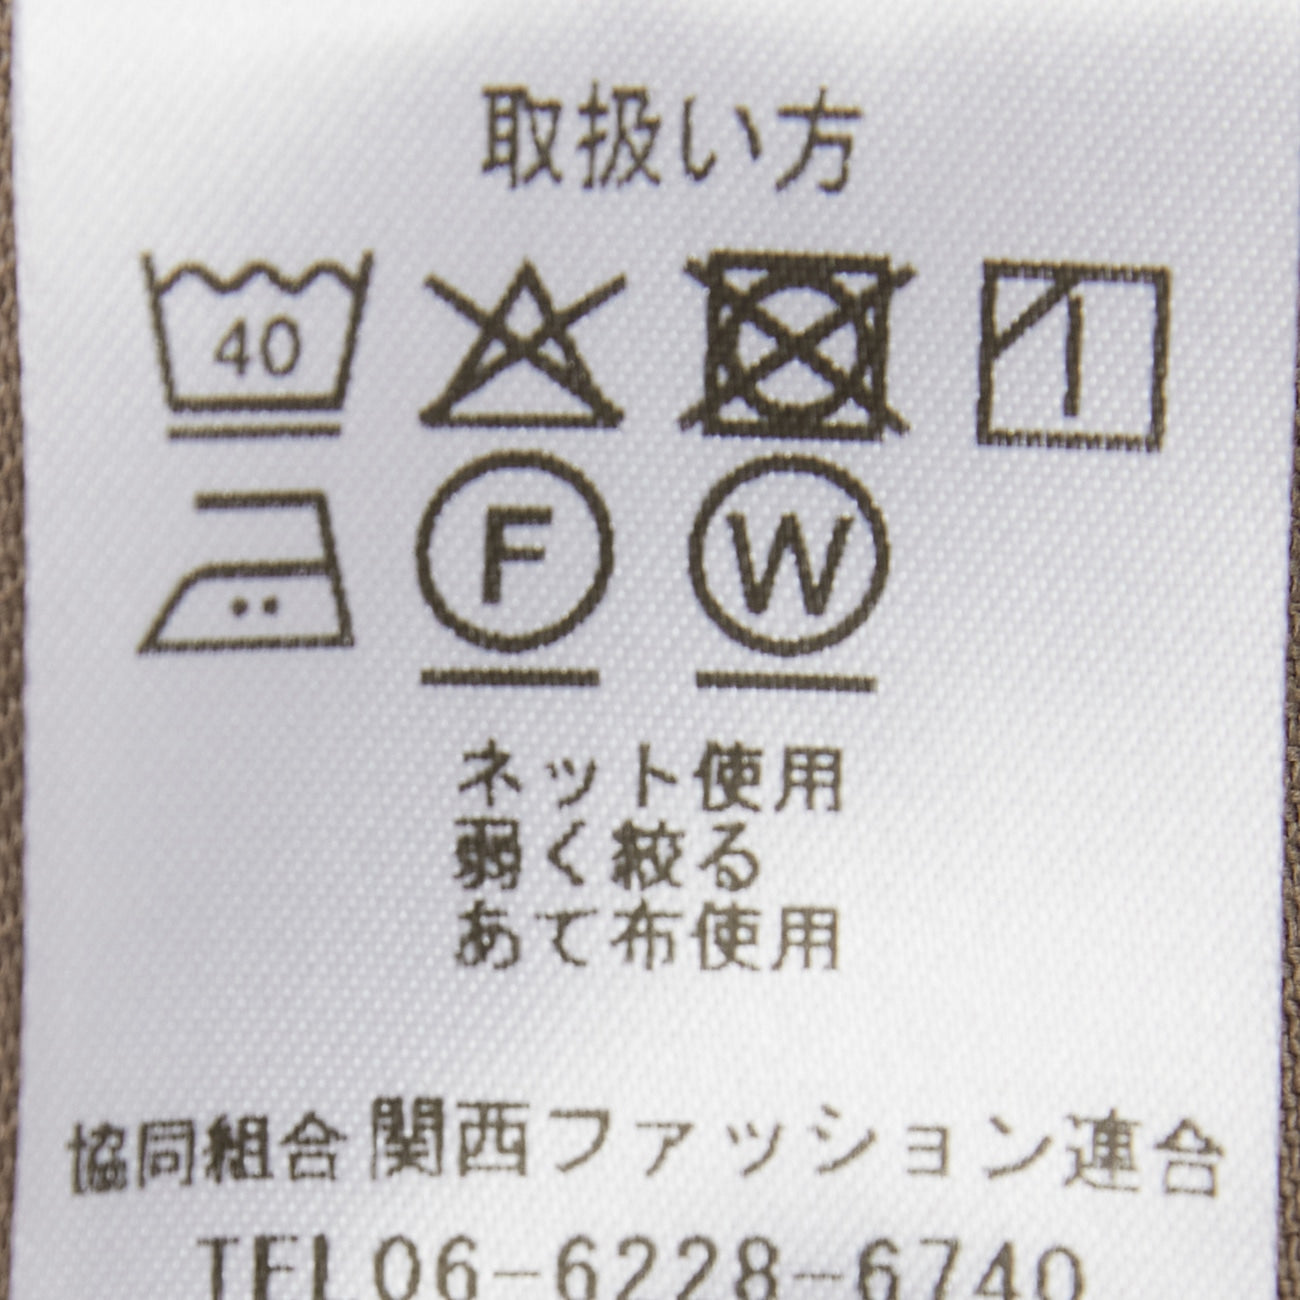 取扱い方
40
F W
ネット使用
弱く絞る
あて布使用
協同組合 関西ファッション連合
TEL06-6228-6740